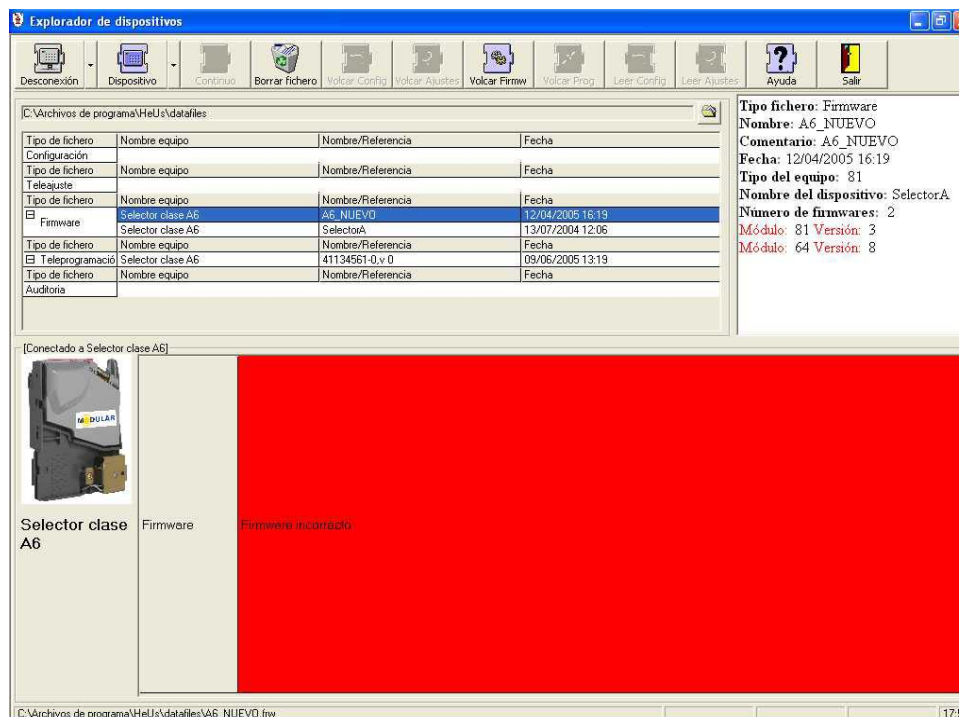 Explorador de dispositivos
Desconexión Dispositivo Continuo Borrar fichero Volcar Config Volcar Ajustes Volcar Firmw Volcar Prog Leer Config Leer Ajustes Ayuda Salir
C:\Archivos de programa\HeUs\datafiles
Tipo de fichero Nombre equipo Nombre/Referencia Fecha
Configuración
Tipo de fichero Nombre equipo Nombre/Referencia Fecha
Teleajuste
Tipo de fichero Nombre equipo Nombre/Referencia Fecha
Firmware Selector clase A6 A6_NUEVO 12/04/2005 16:19
Selector clase A6 SelectorA 13/07/2004 12:06
Tipo de fichero Nombre equipo Nombre/Referencia Fecha
Teleprogramació Selector clase A6 41134561-0,v 0 09/06/2005 13:19
Tipo de fichero Nombre equipo Nombre/Referencia Fecha
Auditoria
Tipo fichero: Firmware
Nombre: A6_NUEVO
Comentario: A6_NUEVO
Fecha: 12/04/2005 16:19
Tipo del equipo: 81
Nombre del dispositivo: SelectorA
Número de firmwares: 2
Módulo: 81 Versión: 3
Módulo: 64 Versión: 8
[Conectado a Selector clase A6]
MODULAR
Selector clase
A6
Firmware
Firmware incorrecto
C:\Archivos de programa\HeUs\datafiles\A6_NUEVO.frw